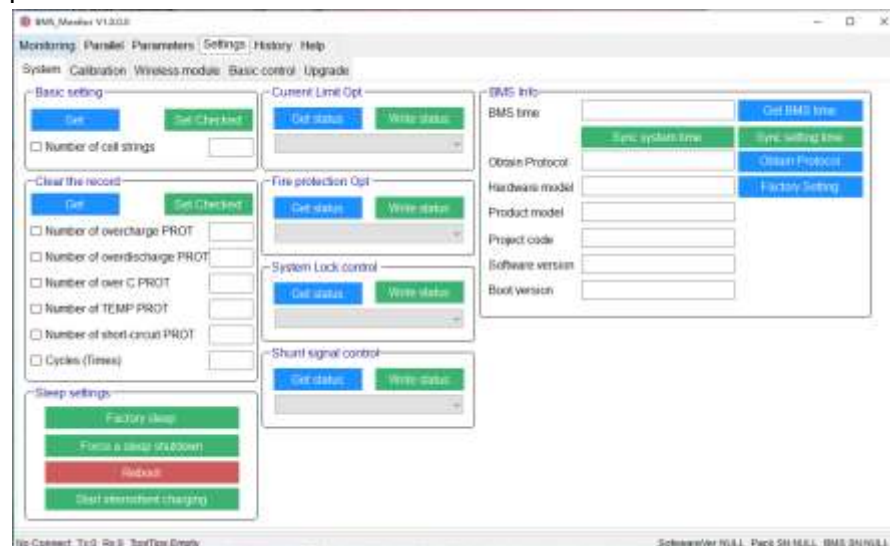 BMS_Monitor V1.0.0.0
Monitoring Parallel Parameters Settings History Help
System Calibration Wireless module Basic control Upgrade
Basic setting
Get Set Checked
Number of cell strings
Clear the record
Get Set Checked
Number of overcharge PROT
Number of overdischarge PROT
Number of over C PROT
Number of TEMP PROT
Number of short-circuit PROT
Cycles (Times)
Sleep settings
Factory sleep
Force a sleep shutdown
Reboot
Start intermittent charging
Current Limit Opt
Get status Write status
Fire protection Opt
Get status Write status
System Lock control
Get status Write status
Shunt signal control
Get status Write status
BMS Info
BMS time Get BMS time
Sync system time Sync setting time
Obtain Protocol Obtain Protocol
Hardware model Factory Setting
Product model
Project code
Software version
Boot version
No Connect Tx:0 Rx:0 ToolTips:Empty
SoftwareVer:NULL Pack SN:NULL BMS SN:NULL